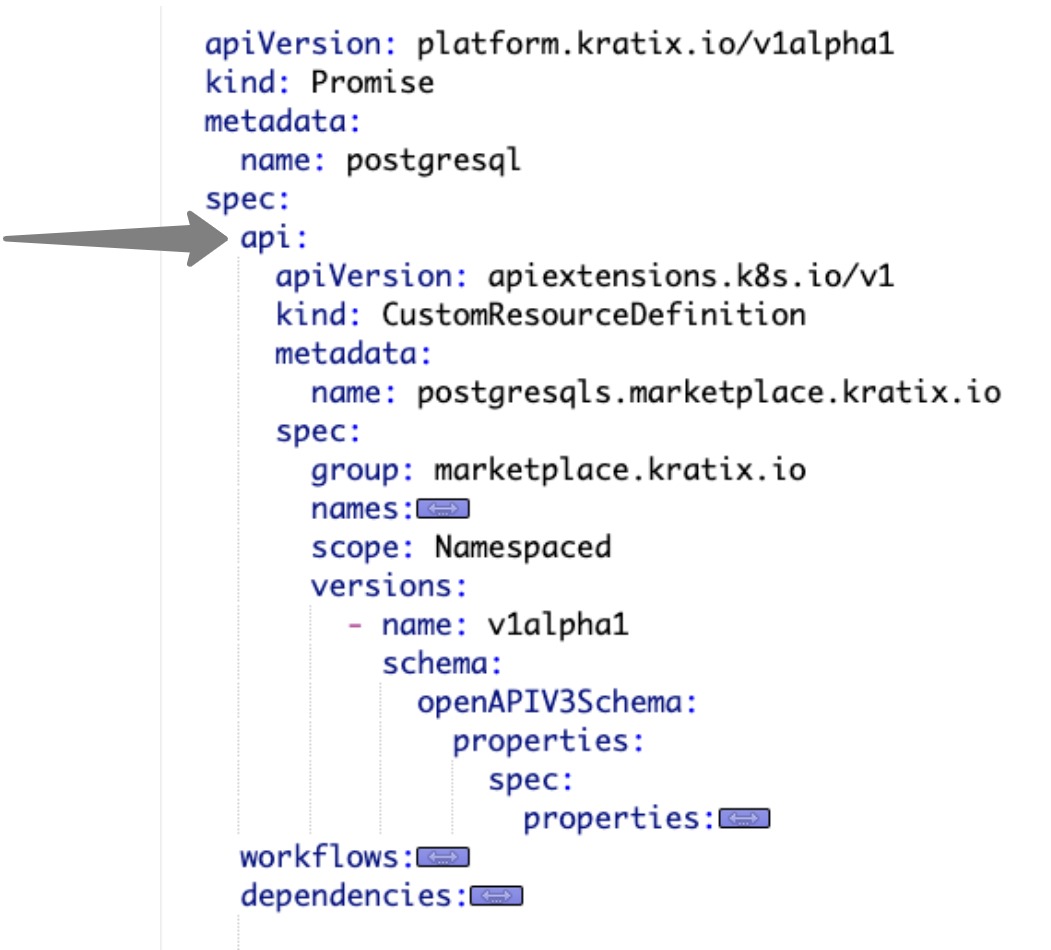 apiVersion: platform.kratix.io/v1alpha1
kind: Promise
metadata:
  name: postgresql
spec:
  api:
    apiVersion: apiextensions.k8s.io/v1
    kind: CustomResourceDefinition
    metadata:
      name: postgresqls.marketplace.kratix.io
    spec:
      group: marketplace.kratix.io
      names:
      scope: Namespaced
      versions:
        - name: v1alpha1
          schema:
            openAPIV3Schema:
              properties:
                spec:
                  properties:
  workflows:
  dependencies: